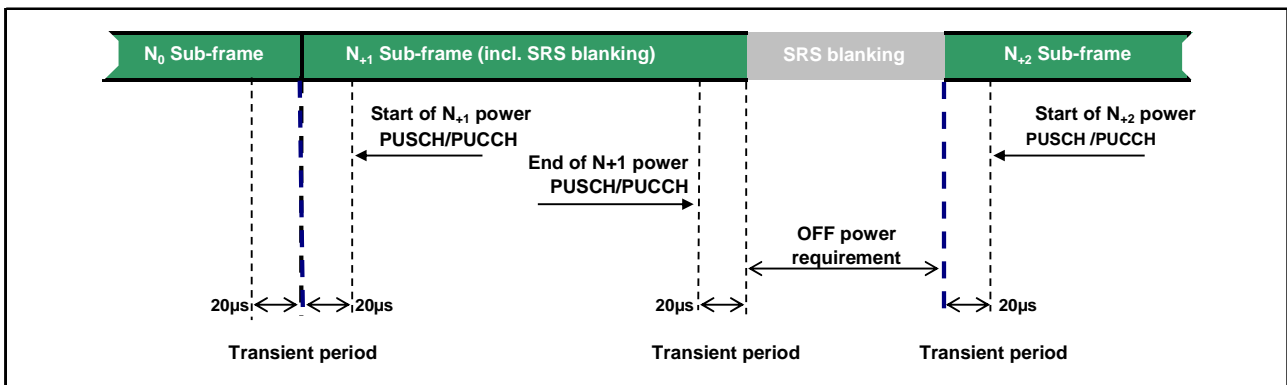 N₀ Sub-frame
N₊₁ Sub-frame (incl. SRS blanking)
SRS blanking
N₊₂ Sub-frame
Start of N₊₁ power
PUSCH/PUCCH
End of N+1 power
PUSCH/PUCCH
Start of N₊₂ power
PUSCH /PUCCH
OFF power
requirement
20µs
20µs
20µs
20µs
Transient period
Transient period
Transient period